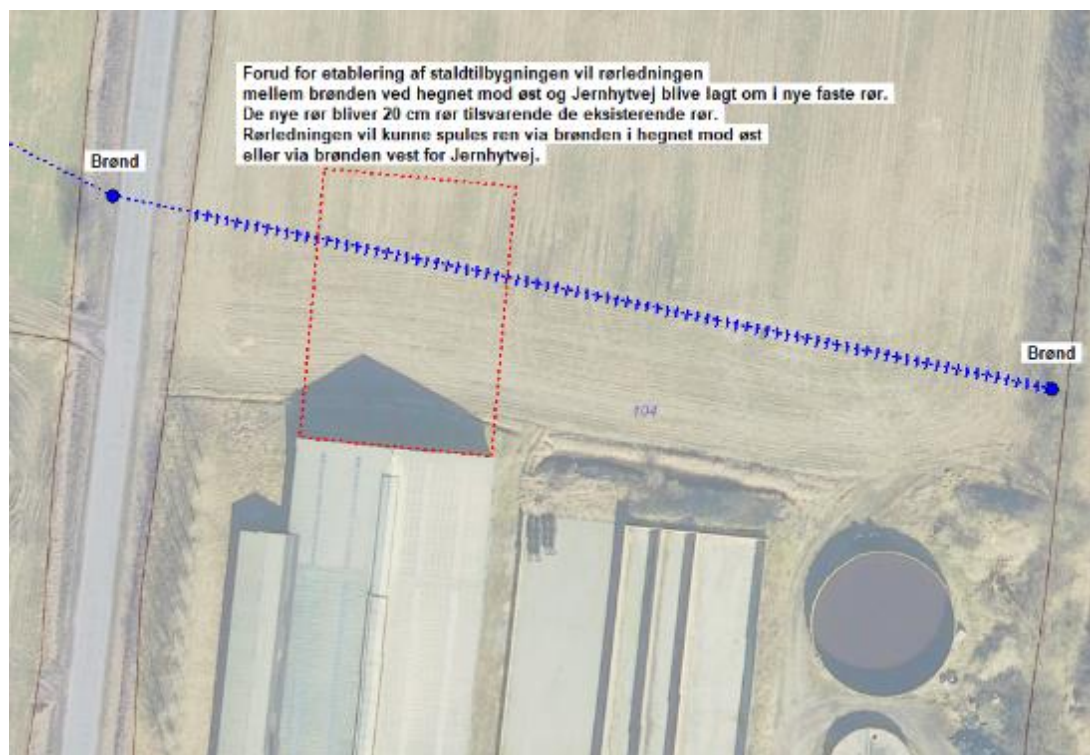 Forud for etablering af staldtilbygningen vil rørledningen
mellem brønden ved hegnet mod øst og Jernhytvej blive lagt om i nye faste rør.
De nye rør bliver 20 cm rør tilsvarende de eksisterende rør.
Rørledningen vil kunne spules ren via brønden i hegnet mod øst
eller via brønden vest for Jernhytvej.
Brønd
Brønd
104